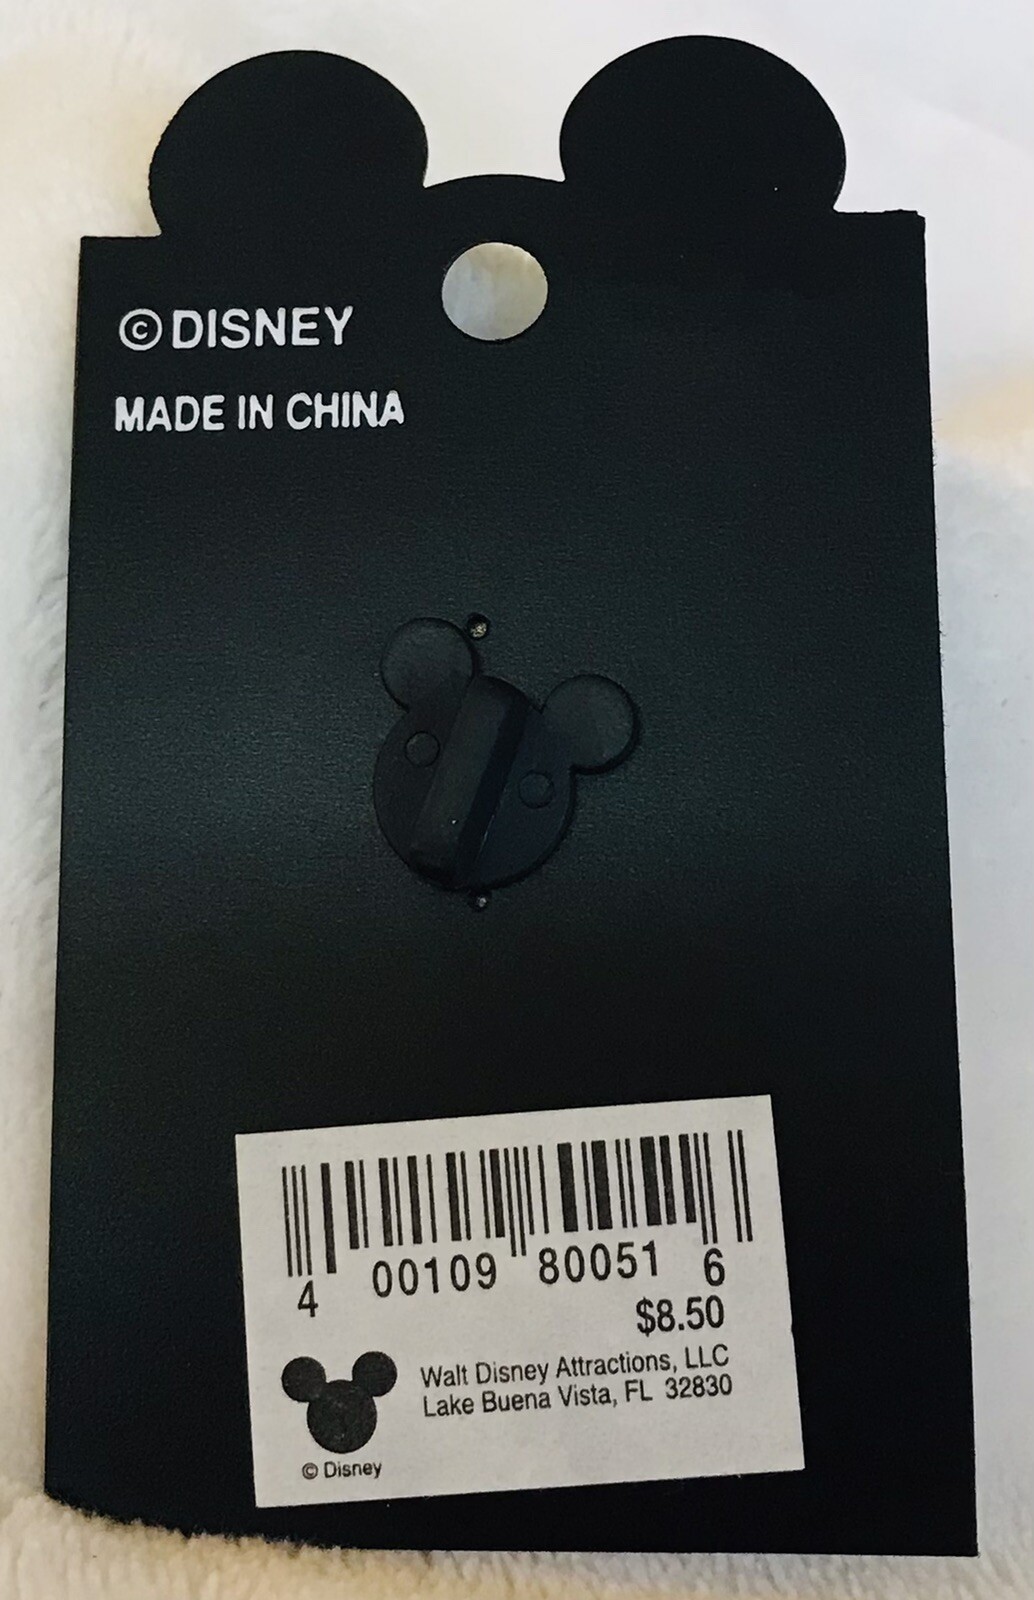 © DISNEY
MADE IN CHINA
4 00109 80051 6
$8.50
Walt Disney Attractions, LLC
Lake Buena Vista, FL 32830
© Disney